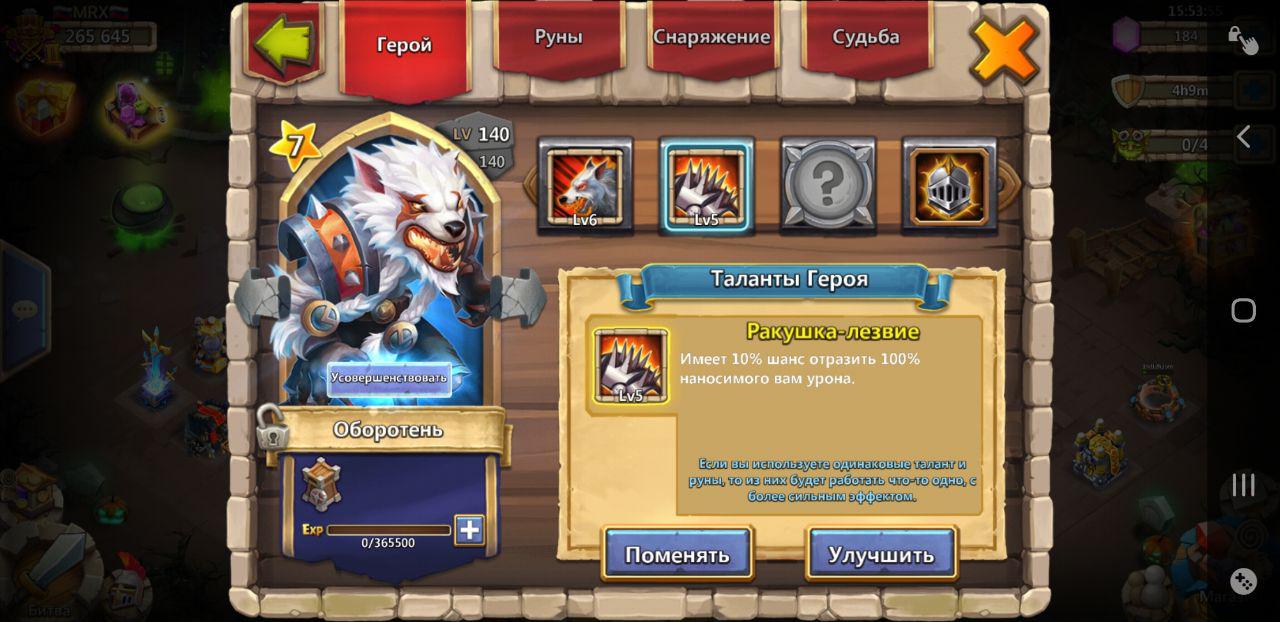 MRX
265 645
Герой
Руны
Снаряжение
Судьба
15:53:55
184
4h9m
0/4
7
LV 140
140
Lv6
Lv5
?
Таланты Героя
Ракушка-лезвие
Имеет 10% шанс отразить 100%
наносимого вам урона.
Lv5
Усовершенствовать
Оборотень
Если вы используете одинаковые талант и
руны, то из них будет работать что-то одно, с
более сильным эффектом.
Exp
0/365500
Поменять
Улучшить
Битва